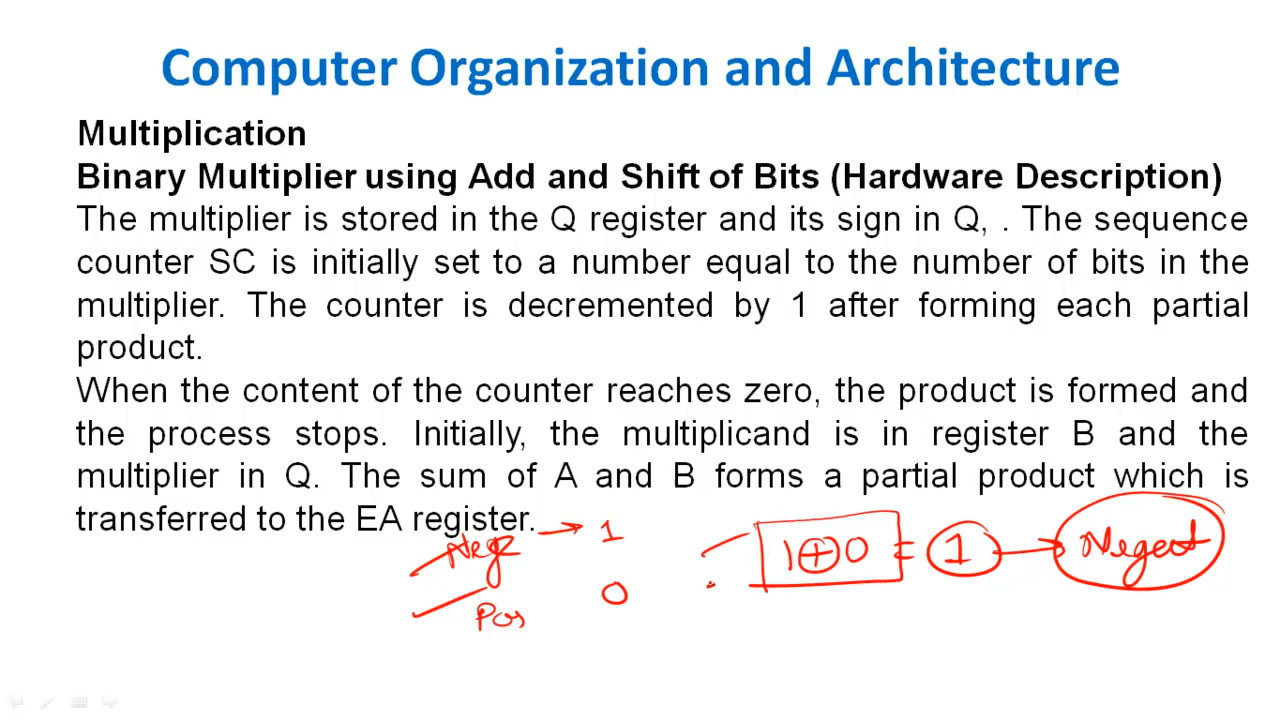 Computer Organization and Architecture
Multiplication
Binary Multiplier using Add and Shift of Bits (Hardware Description)
The multiplier is stored in the Q register and its sign in Q, . The sequence
counter SC is initially set to a number equal to the number of bits in the
multiplier. The counter is decremented by 1 after forming each partial
product.
When the content of the counter reaches zero, the product is formed and
the process stops. Initially, the multiplicand is in register B and the
multiplier in Q. The sum of A and B forms a partial product which is
transferred to the EA register.
Neg → 1
1 ⊕ 0 = 1 →
Pos 0